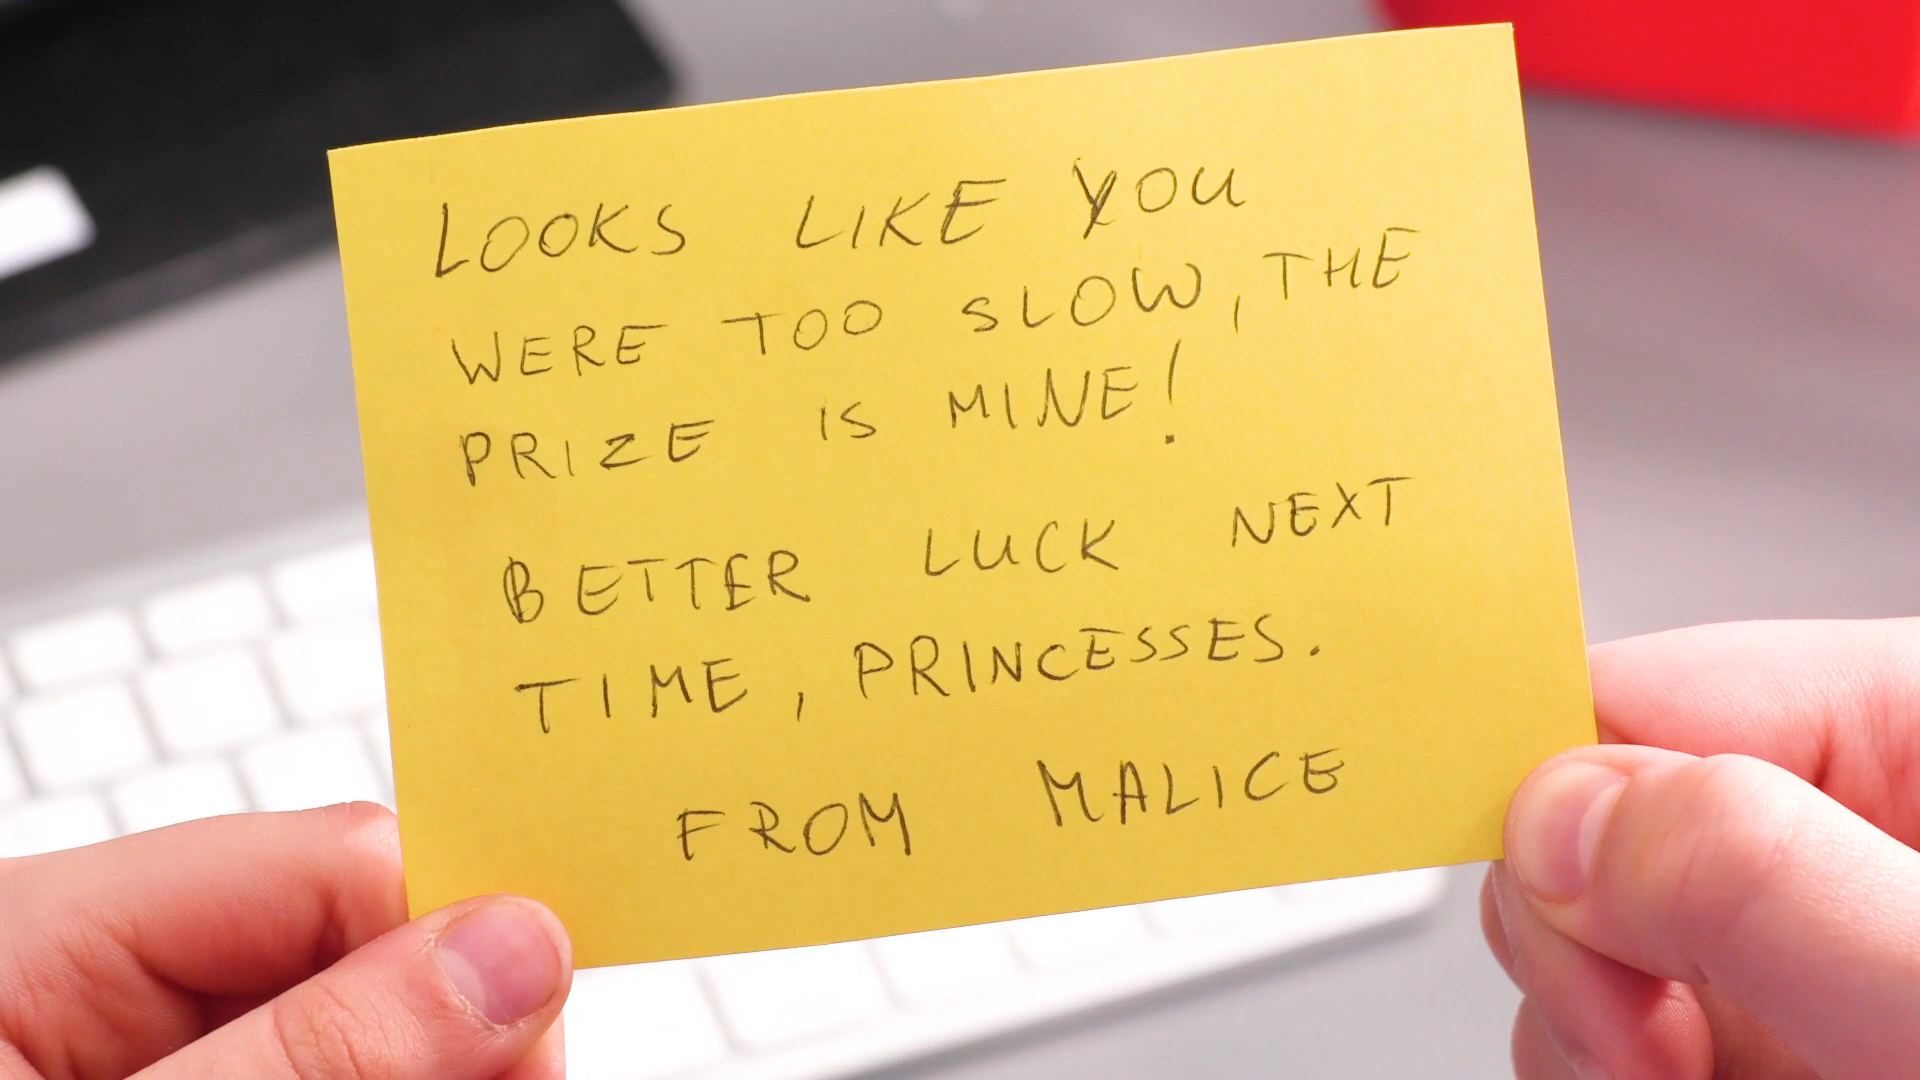 LOOKS LIKE YOU
WERE TOO SLOW, THE
PRIZE IS MINE!
BETTER LUCK NEXT
TIME, PRINCESSES.
FROM MALICE